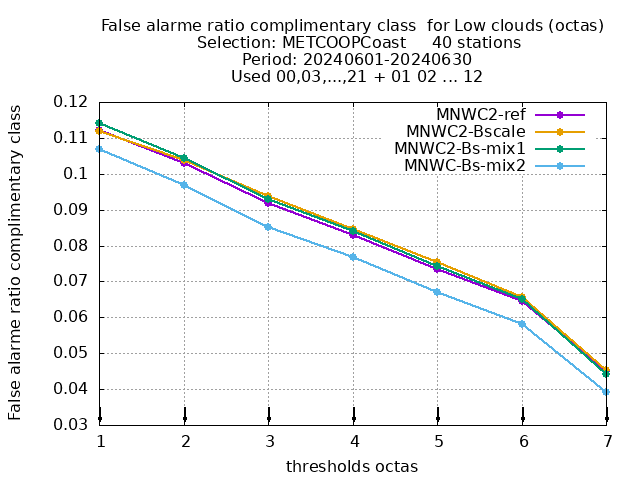 False alarme ratio complimentary class  for Low clouds (octas)
Selection: METCOOPCoast     40 stations
Period: 20240601-20240630
Used 00,03,...,21 + 01 02 ... 12
MNWC2-ref
MNWC2-Bscale
MNWC2-Bs-mix1
MNWC-Bs-mix2
False alarme ratio complimentary class
0.12
0.11
0.1
0.09
0.08
0.07
0.06
0.05
0.04
0.03
1 2 3 4 5 6 7
thresholds octas